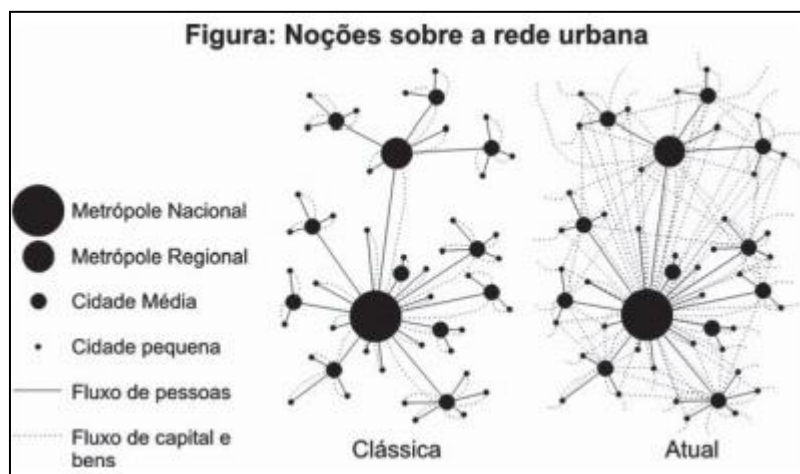 Figura: Noções sobre a rede urbana
Metrópole Nacional
Metrópole Regional
Cidade Média
Cidade pequena
Fluxo de pessoas
Fluxo de capital e
bens
Clássica
Atual